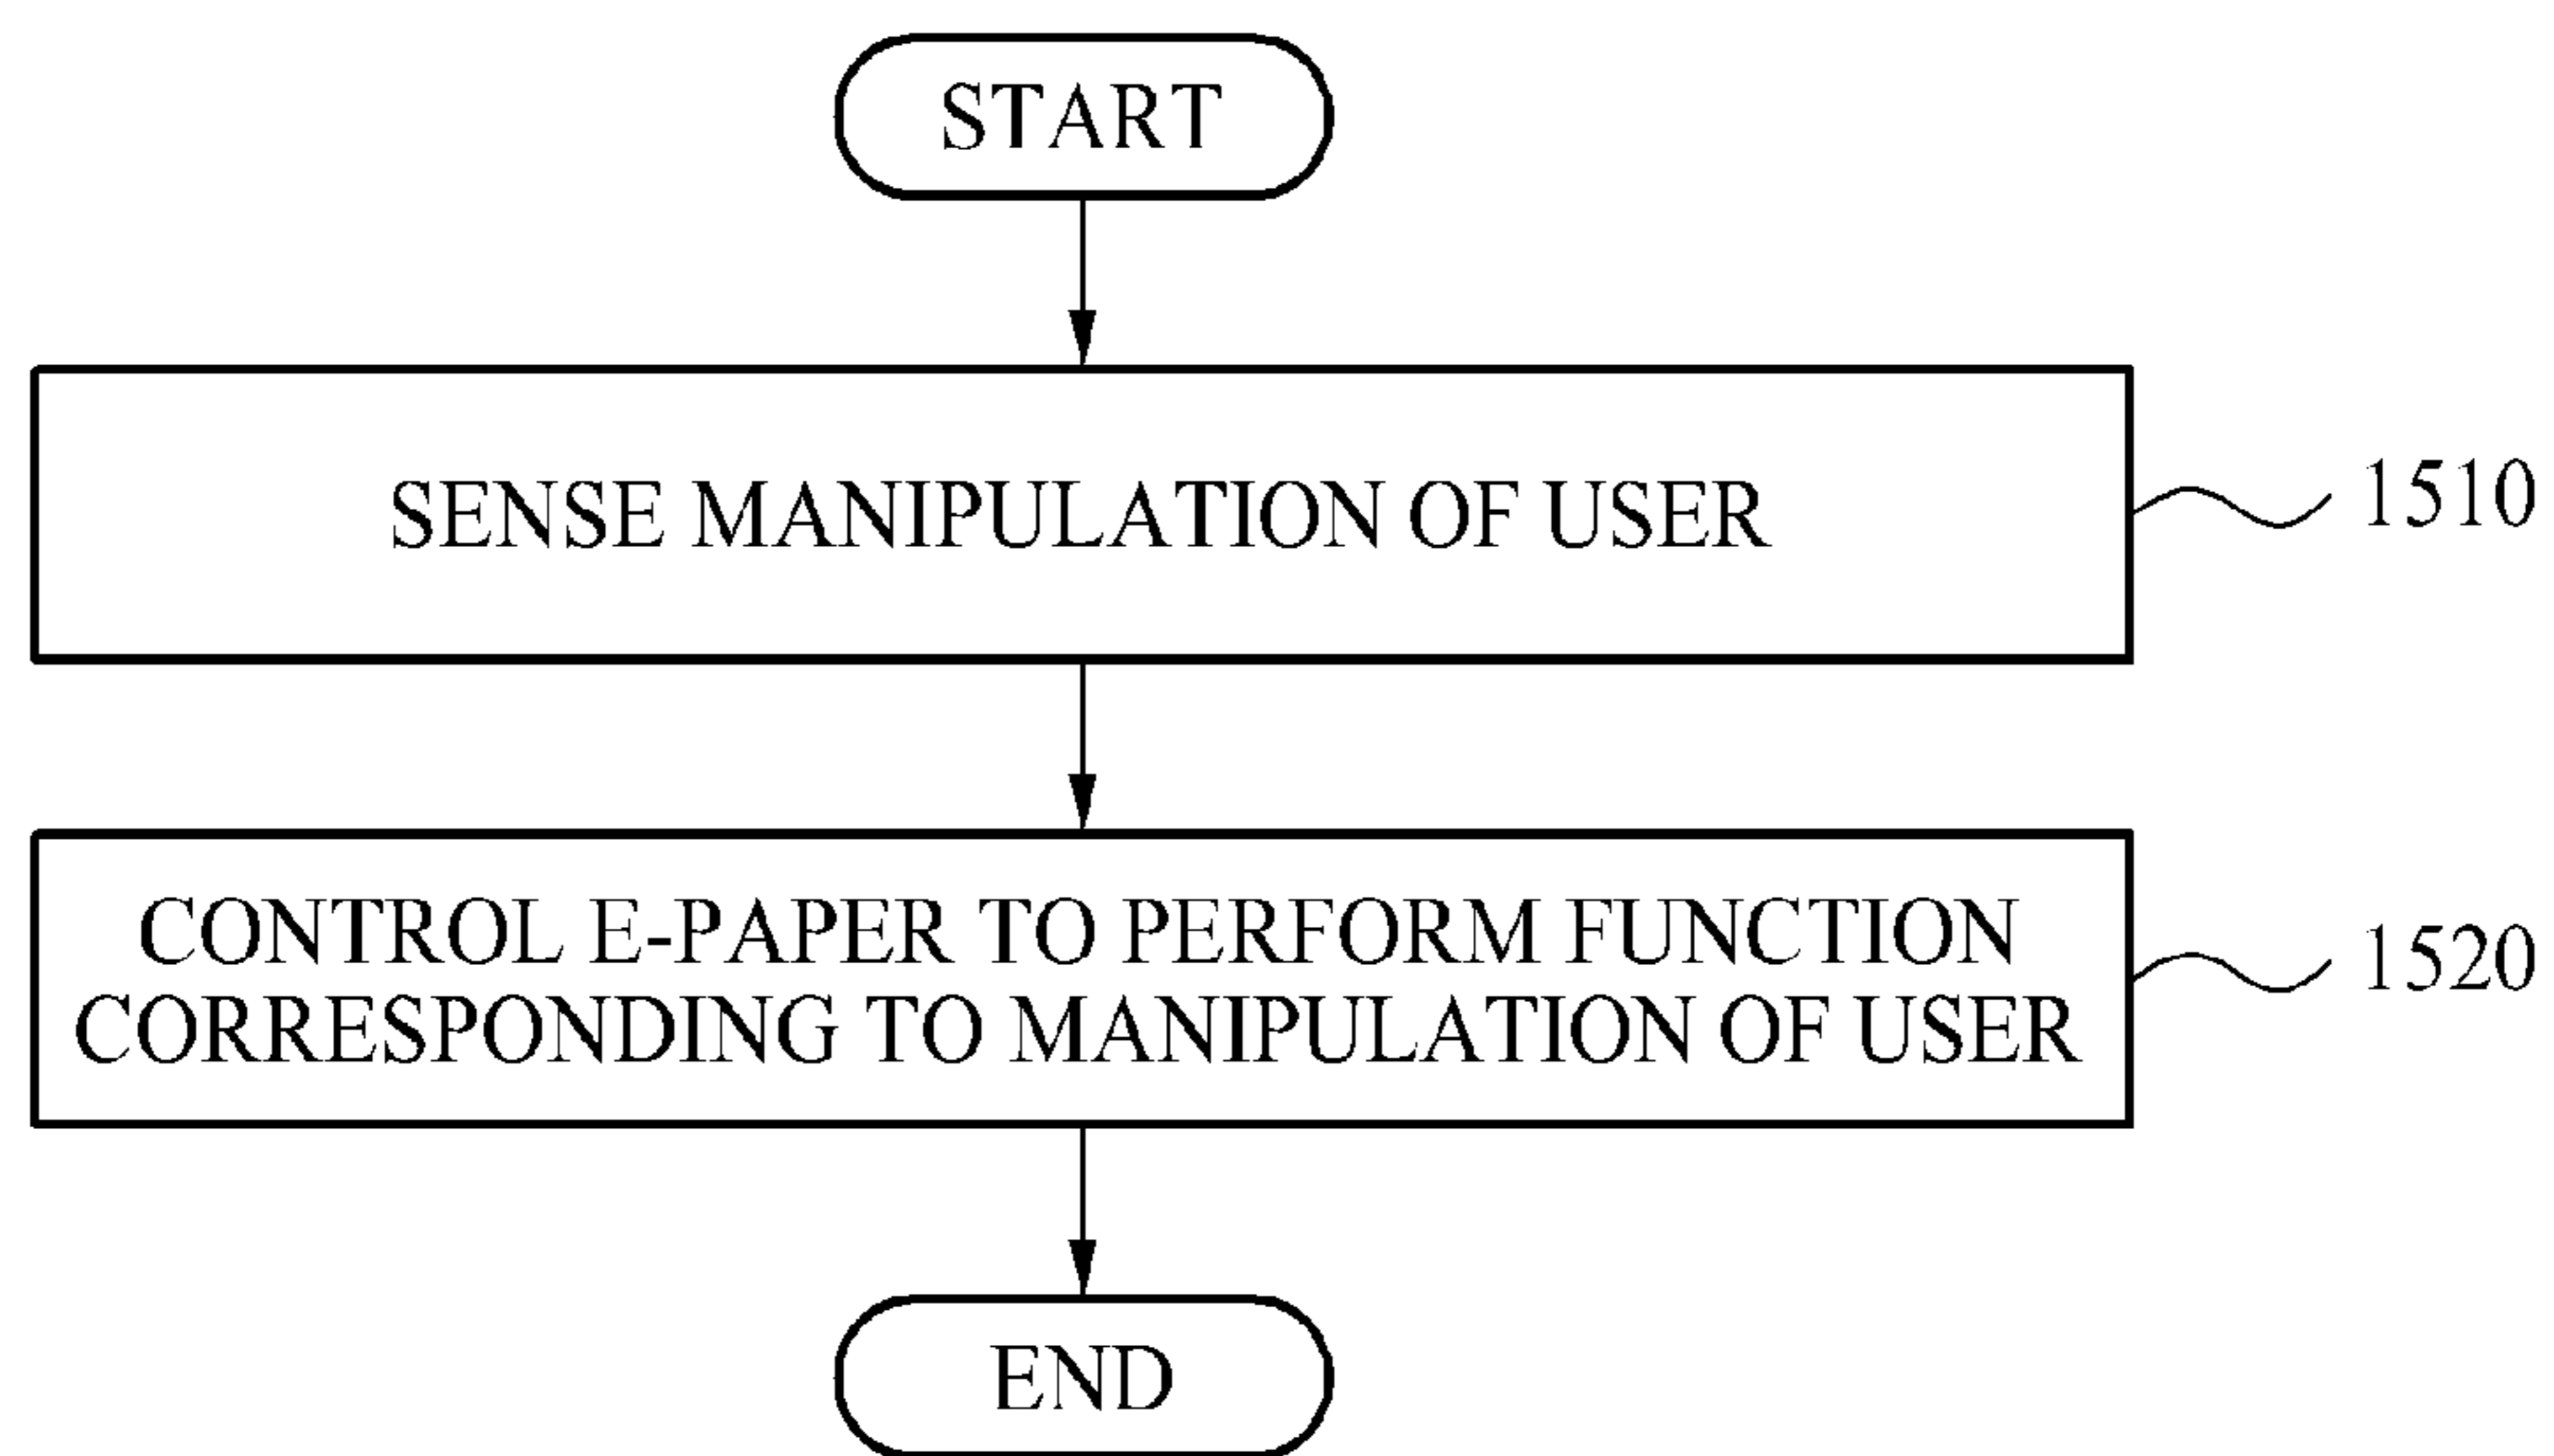 START
SENSE MANIPULATION OF USER
1510
CONTROL E-PAPER TO PERFORM FUNCTION
CORRESPONDING TO MANIPULATION OF USER
1520
END